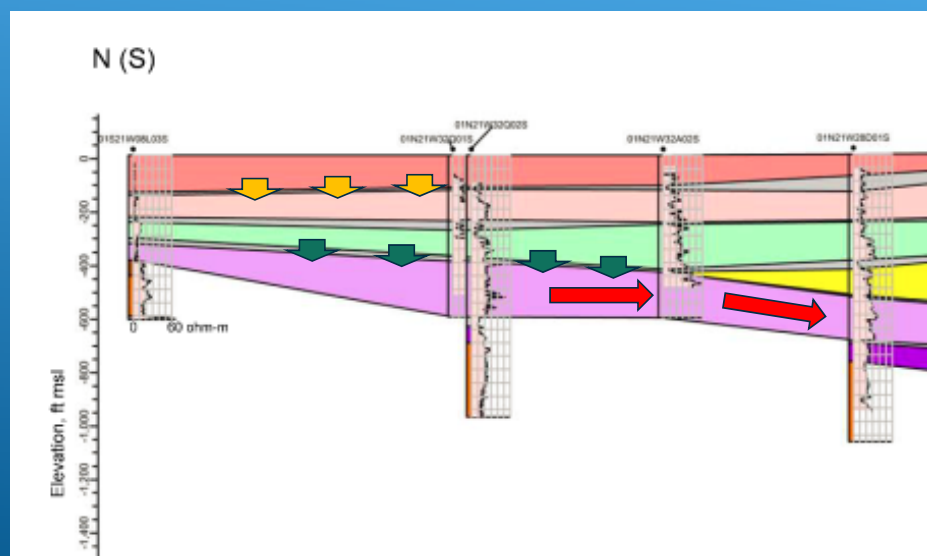 N (S)
01N21W32Q02S
01S21W08L03S
01N21W32Q01S
01N21W32A02S
01N21W28D01S
0
-200
-400
-600
-800
-1,000
-1,200
-1,400
0 60 ohm-m
Elevation, ft msl